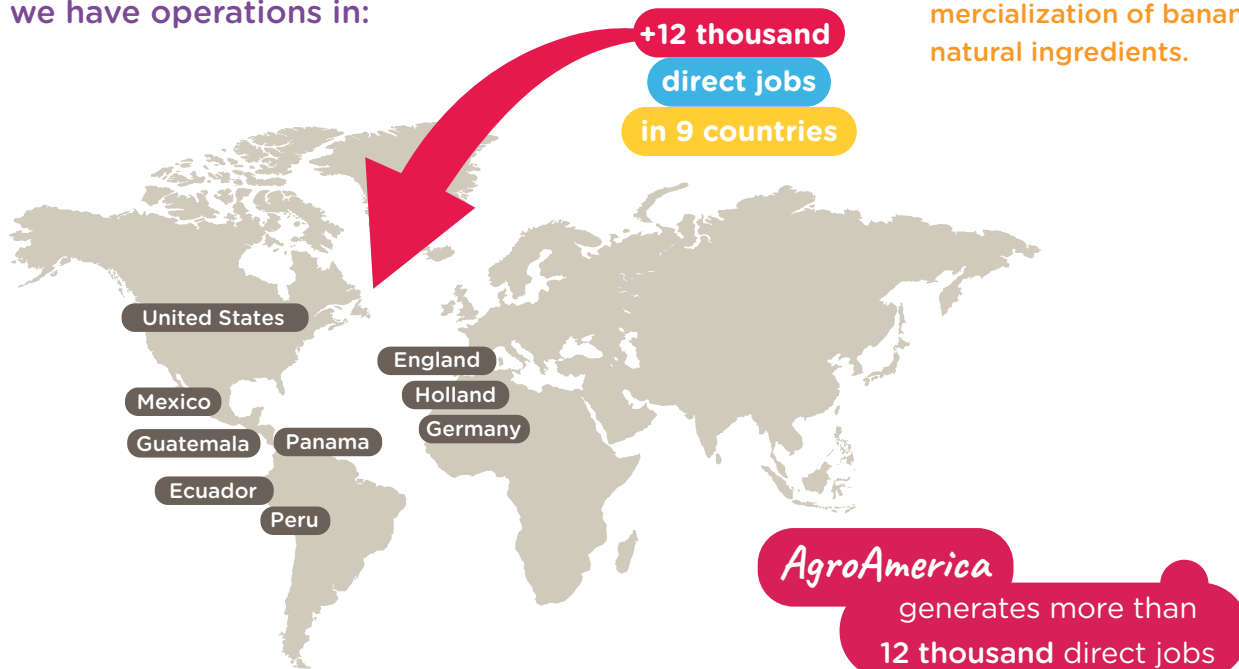 we have operations in:
+12 thousand
direct jobs
in 9 countries
natural ingredients.
United States
England
Mexico
Holland
Germany
Guatemala
Panama
Ecuador
Peru
AgroAmerica
generates more than
12 thousand direct jobs